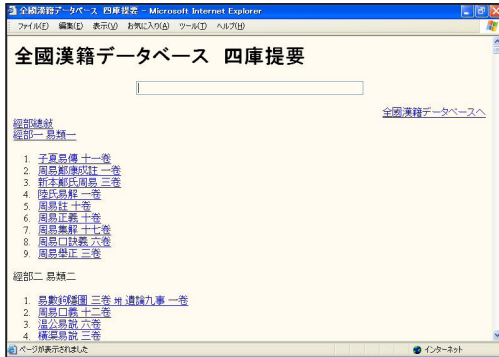 全國漢籍データベース 四庫提要 - Microsoft Internet Explorer
ファイル(F) 編集(E) 表示(V) お気に入り(A) ツール(T) ヘルプ(H)
全國漢籍データベース 四庫提要
全國漢籍データベースへ
經部總敍
經部一 易類一
1. 子夏易傳 十一卷
2. 周易鄭康成註 一卷
3. 新本鄭氏周易 三卷
4. 陸氏易解 一卷
5. 周易註 十卷
6. 周易正義 十卷
7. 周易集解 十七卷
8. 周易口訣義 六卷
9. 周易舉正 三卷
經部二 易類二
1. 易數鉤隱圖 三卷 坿 遺論九事 一卷
2. 周易口義 十二卷
3. 溫公易說 六卷
4. 橫渠易說 三卷
ページが表示されました
インターネット